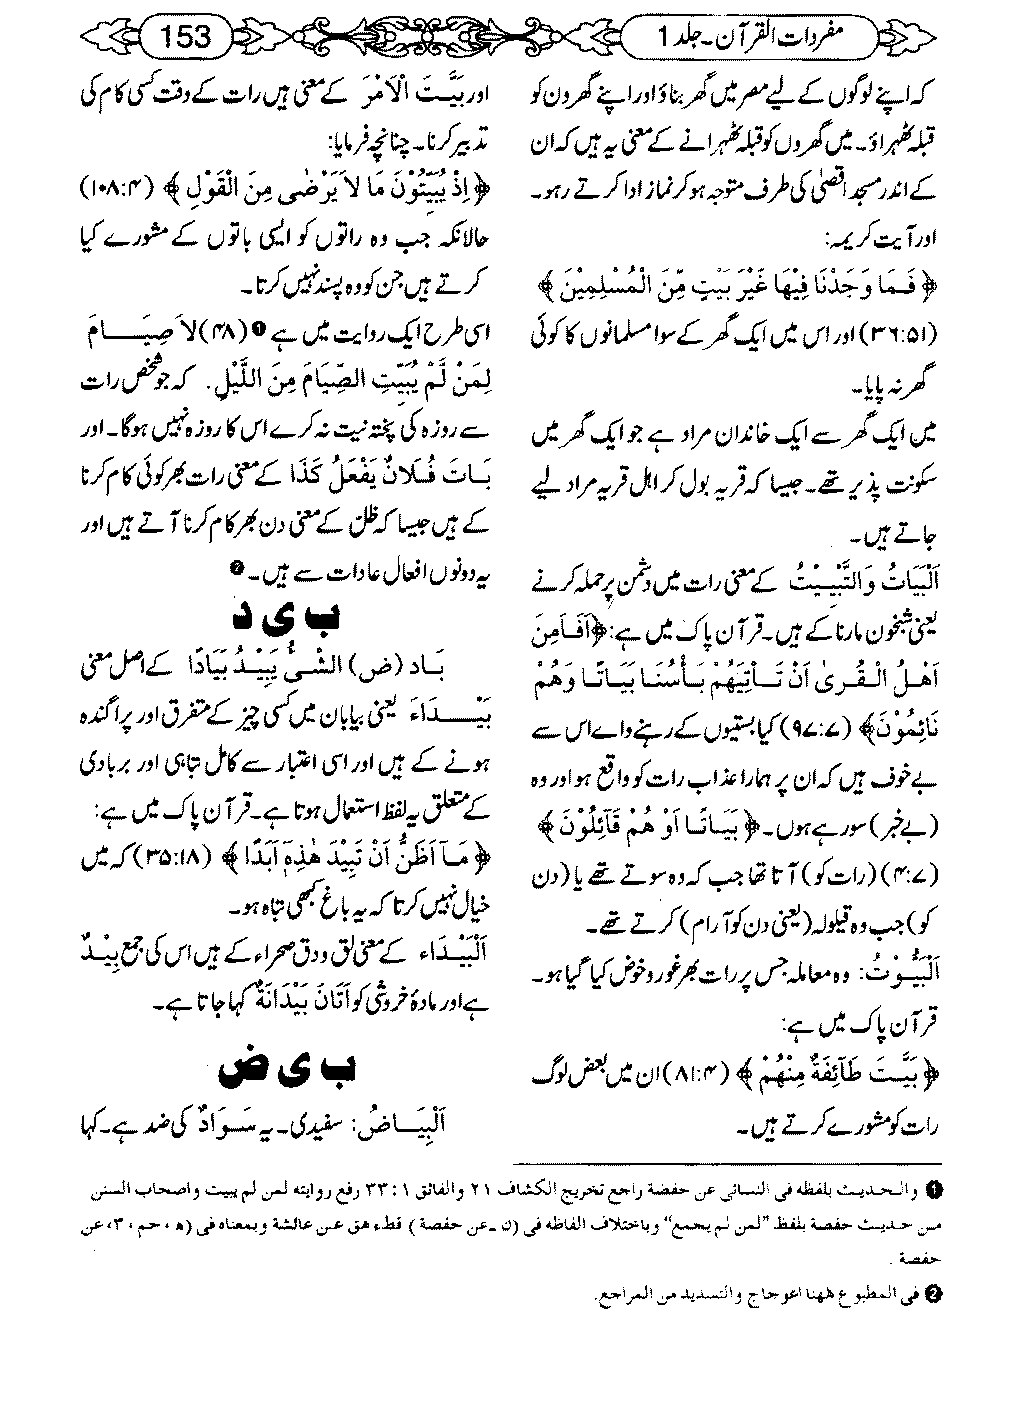 مفردات القرآن۔جلد 1
153
کہ اپنے لوگوں کے لیے مصر میں گھر بناؤ اور اپنے گھروں کو
قبلہ ٹھہراؤ۔ میں گھروں کو قبلہ ٹھہرانے کے معنی یہ ہیں کہ ان
کے اندر مسجد اقصیٰ کی طرف متوجہ ہو کر نماز ادا کرتے رہو۔
اور آیت کریمہ:
﴿فَمَا وَجَدْنَا فِيْهَا غَيْرَ بَيْتٍ مِّنَ الْمُسْلِمِيْنَ﴾
(۳۶:۵۱) اور اس میں ایک گھر کے سوا مسلمانوں کا کوئی
گھر نہ پایا۔
میں ایک گھر سے ایک خاندان مراد ہے جو ایک گھر میں
سکونت پذیر تھے۔ جیسا کہ قریہ بول کر اہل قریہ مراد لیے
جاتے ہیں۔
اَلْبَيَاتُ وَالتَّبِيْتُ کے معنی رات میں دشمن پر حملہ کرنے
یعنی شبخون مارنا کے ہیں۔ قرآن پاک میں ہے: ﴿اَفَاَمِنَ
اَهْلُ الْقُرىٰ اَنْ تَاْتِيَهُمْ بَأْسُنَا بَيَاتًا وَهُمْ
نَائِمُوْنَ﴾ (۹۷:۷) کیا بستیوں کے رہنے والے اس سے
بے خوف ہیں کہ ان پر ہمارا عذاب رات کو واقع ہو اور وہ
(بے خبر) سو رہے ہوں۔ ﴿بَيَاتًا اَوْ هُمْ قَآئِلُوْنَ﴾
(۴:۷) (رات کو) آتا تھا جب کہ وہ سوتے تھے یا (دن
کو) جب وہ قیلولہ (یعنی دن کو آرام) کرتے تھے۔
اَلْبَيُّوْتُ: وہ معاملہ جس پر رات بھر غور و خوض کیا گیا ہو۔
قرآن پاک میں ہے:
﴿بَيَّتَ طَآئِفَةٌ مِنْهُمْ﴾ (۸۱:۴) ان میں بعض لوگ
رات کو مشورے کرتے ہیں۔
اور بَيَّتَ الْاَمْرَ کے معنی ہیں رات کے وقت کسی کام کی
تدبیر کرنا۔ چنانچہ فرمایا:
﴿اِذْ يُبَيِّتُوْنَ مَا لاَ يَرْضٰى مِنَ الْقَوْلِ﴾ (۱۰۸:۴)
حالانکہ جب وہ راتوں کو ایسی باتوں کے مشورے کیا
کرتے ہیں جن کو وہ پسند نہیں کرتا۔
اسی طرح ایک روایت میں ہے ❶ (۴۸) لاَ صِيَامَ
لِمَنْ لَّمْ يُبَيِّتِ الصِّيَامَ مِنَ اللَّيْلِ. کہ جو شخص رات
سے روزہ کی پختہ نیت نہ کرے اس کا روزہ نہیں ہوگا۔ اور
بَاتَ فُلَانٌ يَفْعَلُ كَذَا کے معنی رات بھر کوئی کام کرنا
کے ہیں جیسا کہ ظل کے معنی دن بھر کام کرنا آتے ہیں اور
یہ دونوں افعال عادات سے ہیں۔ ❷
ب ی د
بَادَ (ض) الشَّىْءُ يَبِيْدُ بَيَادًا کے اصل معنی
بَيْدَاءَ یعنی بیابان میں کسی چیز کے متفرق اور پراگندہ
ہونے کے ہیں اور اسی اعتبار سے کامل تباہی اور بربادی
کے متعلق یہ لفظ استعمال ہوتا ہے۔ قرآن پاک میں ہے:
﴿مَآ اَظُنُّ اَنْ تَبِيْدَ هٰذِهٖٓ اَبَدًا﴾ (۳۵:۱۸) کہ میں
خیال نہیں کرتا کہ یہ باغ کبھی تباہ ہو۔
اَلْبَيْدَاءُ کے معنی لق و دق صحراء کے ہیں اس کی جمع بِيْدٌ
ہے اور مادۂ خروشی کو اَتَانٌ بَيْدَانَةٌ کہا جاتا ہے۔
ب ی ض
اَلْبَيَاضُ: سفیدی۔ یہ سَوَادٌ کی ضد ہے۔ کہا
❶ والحديث بلفظه فى النسائى عن حفصة راجع تخريج الكشاف ۲۱ والفائق ۱ : ۳۳ رفع روايته لمن لم يبيت واصحاب السنن
من حديث حفصة بلفظ "لمن لم يجمع" وباختلاف الفاظه فى (ن ـ عن حفصة) قط، هق عن عائشة وبمعناه فى (ه ، حم ، ۳، عن
حفصة .
❷ فى المطبوع ههنا اعوجاج والتسديد من المراجع.